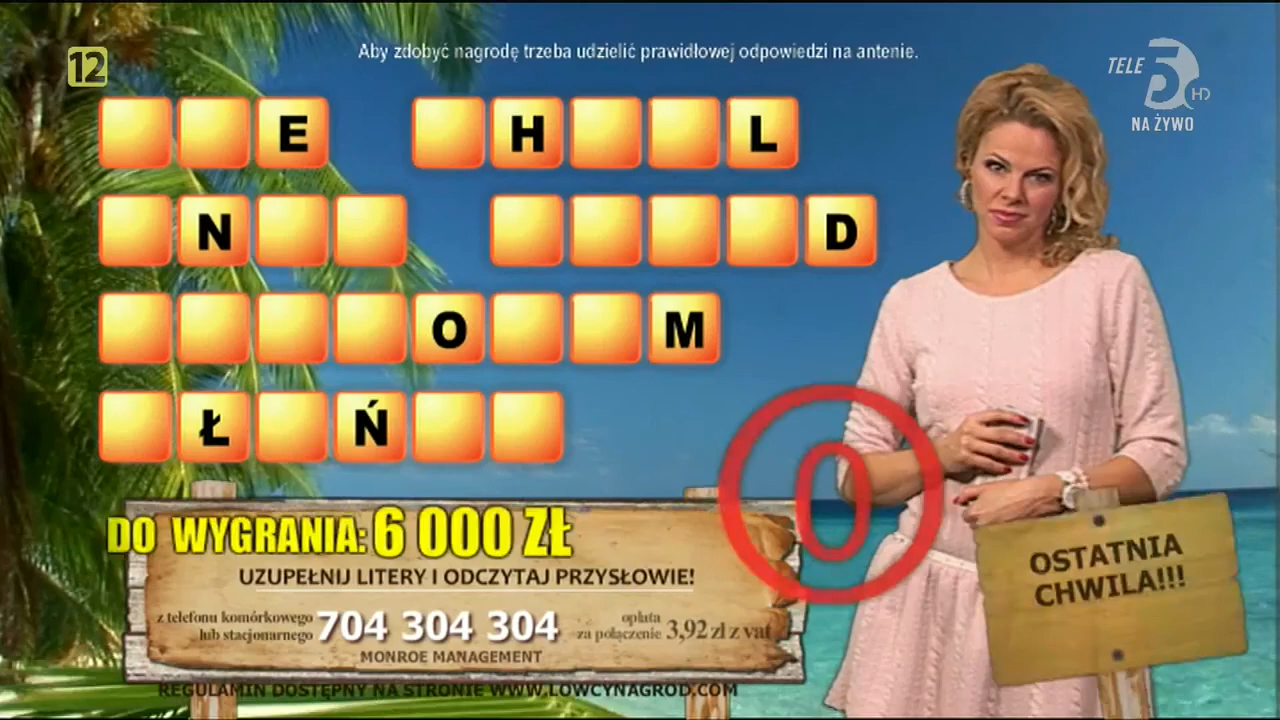 Aby zdobyć nagrodę trzeba udzielić prawidłowej odpowiedzi na antenie.
12
TELE 5 HD
NA ŻYWO
E H L
N D
O M
Ł Ń
0
DO WYGRANIA: 6 000 ZŁ
UZUPEŁNIJ LITERY I ODCZYTAJ PRZYSŁOWIE!
z telefonu komórkowego
lub stacjonarnego
704 304 304
opłata
za połączenie 3,92 zł z vat
MONROE MANAGEMENT
REGULAMIN DOSTĘPNY NA STRONIE WWW.LOWCYNAGROD.COM
OSTATNIA
CHWILA!!!